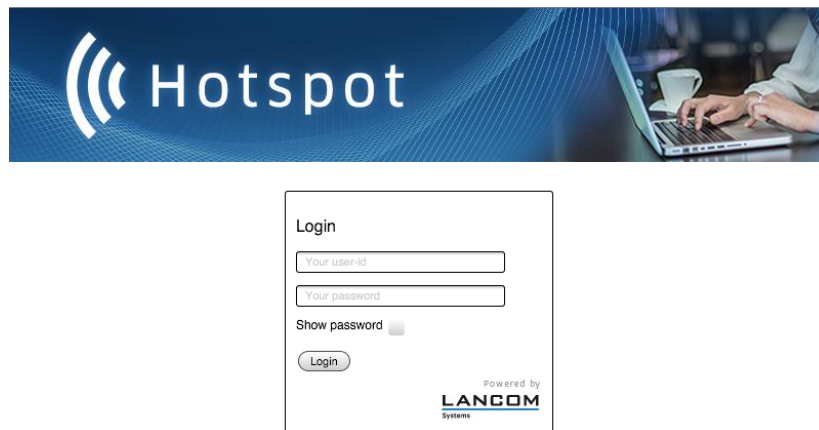 Hotspot
Login
Your user-id
Your password
Show password
Login
Powered by
LANCOM
Systems